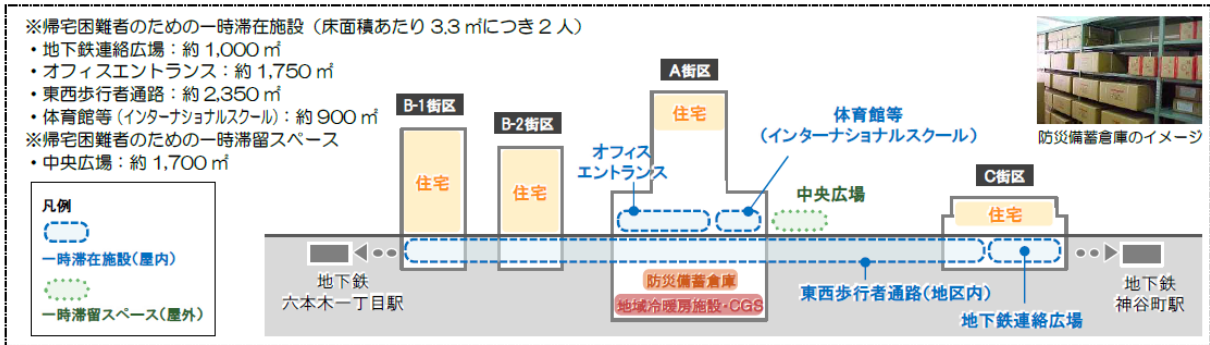 ※帰宅困難者のための一時滞在施設（床面積あたり 3.3 ㎡につき 2 人）
・地下鉄連絡広場：約 1,000 ㎡
・オフィスエントランス：約 1,750 ㎡
・東西歩行者通路：約 2,350 ㎡
・体育館等（インターナショナルスクール）：約 900 ㎡
※帰宅困難者のための一時滞留スペース
・中央広場：約 1,700 ㎡
凡例
一時滞在施設（屋内）
一時滞留スペース（屋外）
B-1街区
住宅
B-2街区
住宅
A街区
住宅
オフィス
エントランス
体育館等
（インターナショナルスクール）
中央広場
防災備蓄倉庫のイメージ
C街区
住宅
地下鉄
六本木一丁目駅
防災備蓄倉庫
地域冷暖房施設・CGS
東西歩行者通路（地区内）
地下鉄連絡広場
地下鉄
神谷町駅